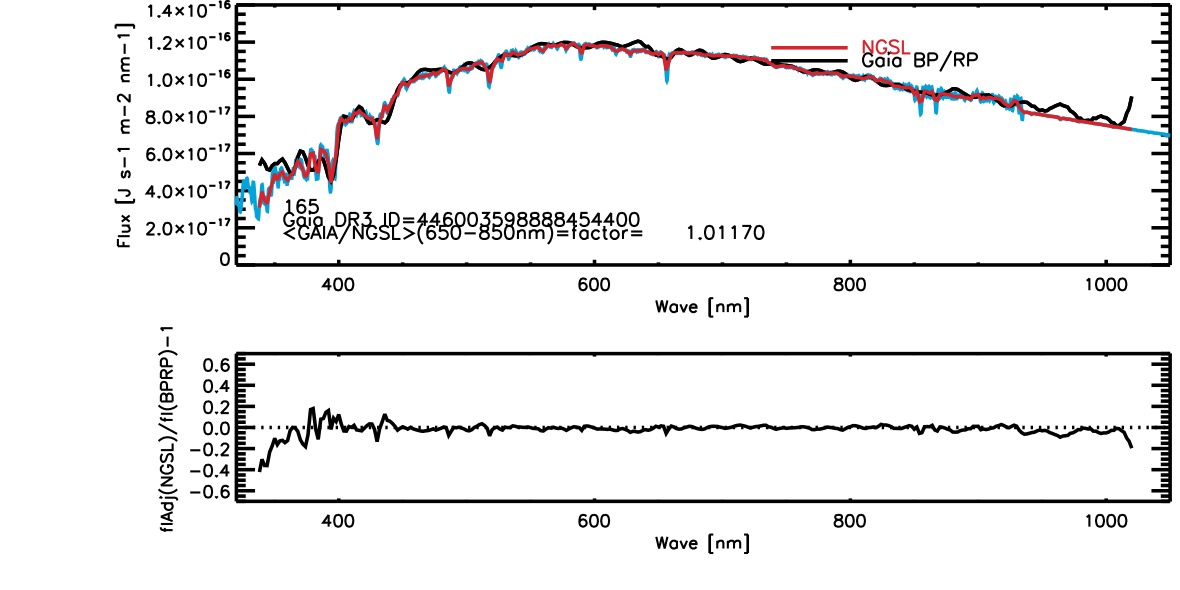 1.4×10⁻¹⁶
1.2×10⁻¹⁶
1.0×10⁻¹⁶
8.0×10⁻¹⁷
6.0×10⁻¹⁷
4.0×10⁻¹⁷
2.0×10⁻¹⁷
0
Flux [J s−1 m−2 nm−1]
NGSL
Gaia BP/RP
165
Gaia DR3 ID=446003598888454400
<GAIA/NGSL>(650−850nm)=factor= 1.01170
400 600 800 1000
Wave [nm]
0.6
0.4
0.2
0.0
−0.2
−0.4
−0.6
flAdj(NGSL)/fl(BPRP)−1
400 600 800 1000
Wave [nm]